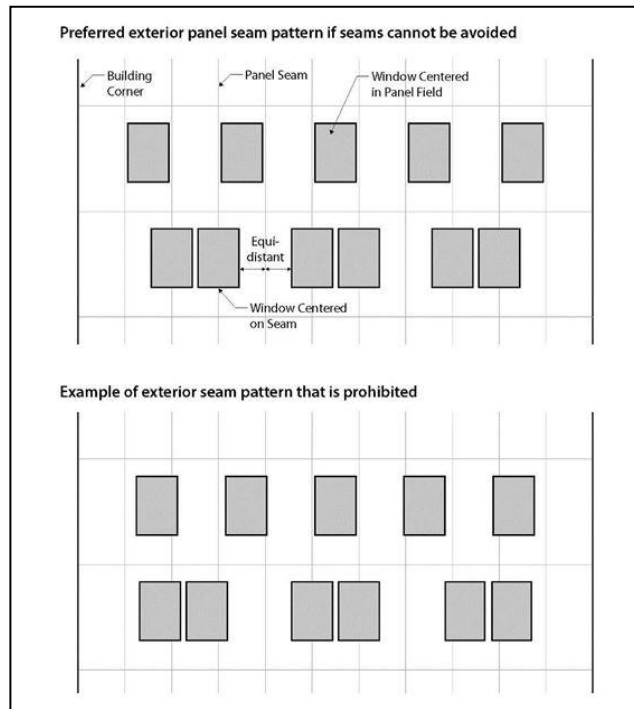 Preferred exterior panel seam pattern if seams cannot be avoided
Building
Corner
Panel Seam
Window Centered
in Panel Field
Equi-
distant
Window Centered
on Seam
Example of exterior seam pattern that is prohibited